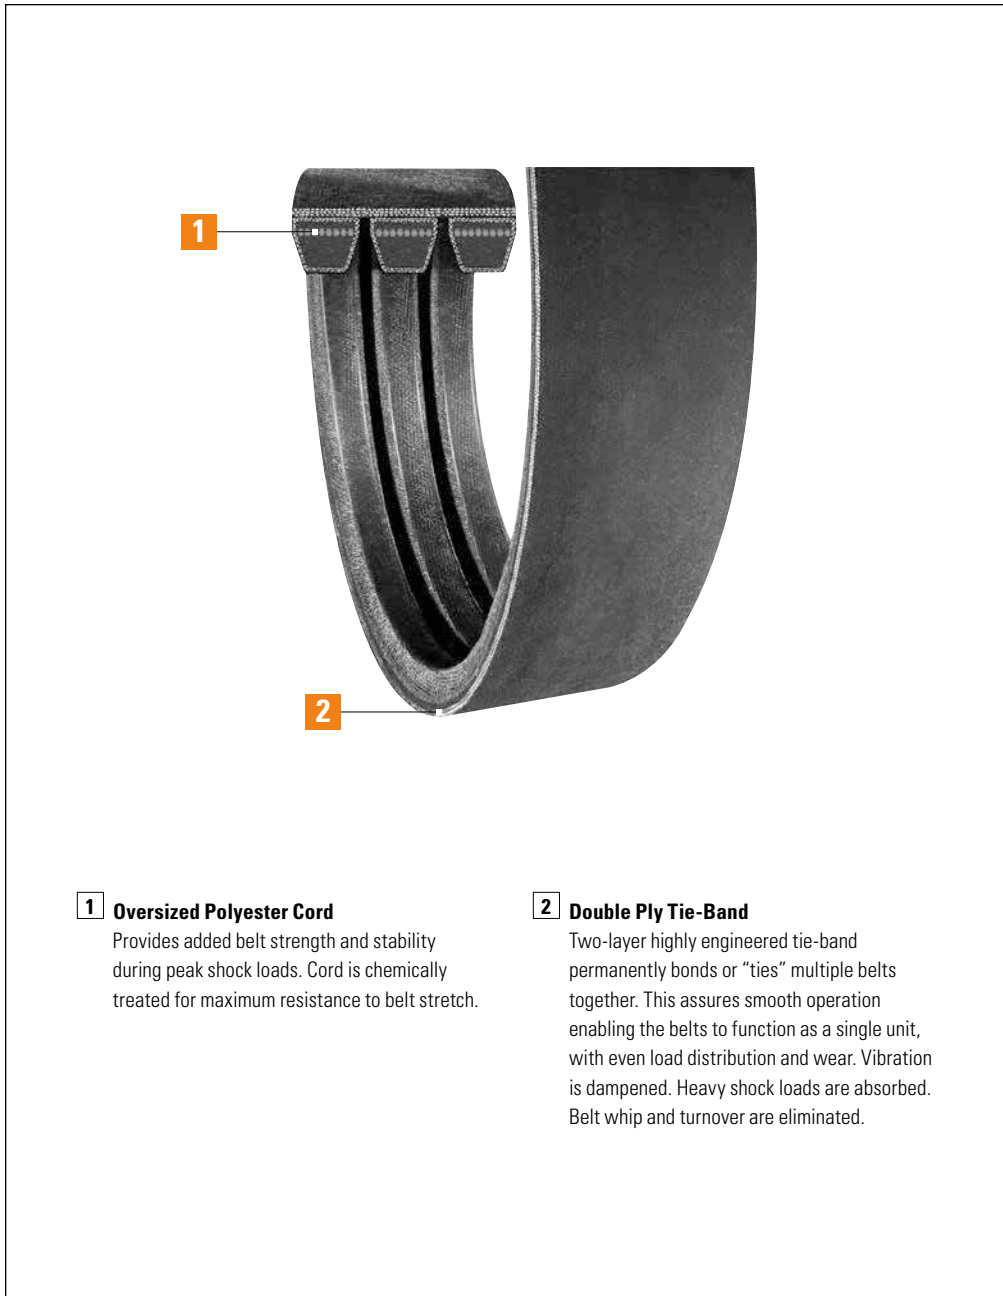 1
2
1 Oversized Polyester Cord
Provides added belt strength and stability
during peak shock loads. Cord is chemically
treated for maximum resistance to belt stretch.
2 Double Ply Tie-Band
Two-layer highly engineered tie-band
permanently bonds or “ties” multiple belts
together. This assures smooth operation
enabling the belts to function as a single unit,
with even load distribution and wear. Vibration
is dampened. Heavy shock loads are absorbed.
Belt whip and turnover are eliminated.